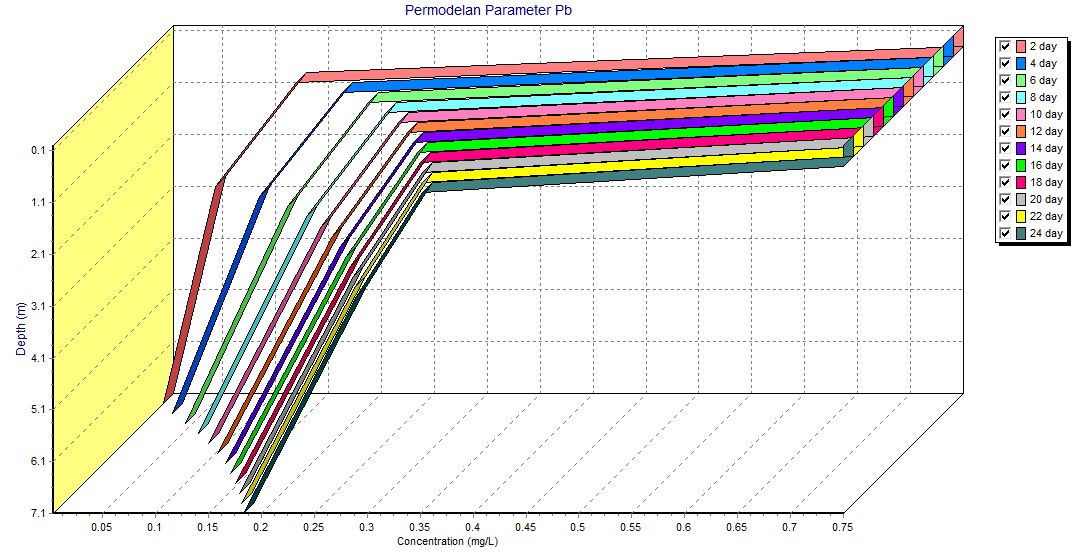 Permodelan Parameter Pb
2 day
4 day
6 day
8 day
10 day
12 day
14 day
16 day
18 day
20 day
22 day
24 day
0.1
1.1
2.1
3.1
4.1
5.1
6.1
7.1
Depth (m)
0.05 0.1 0.15 0.2 0.25 0.3 0.35 0.4 0.45 0.5 0.55 0.6 0.65 0.7 0.75
Concentration (mg/L)